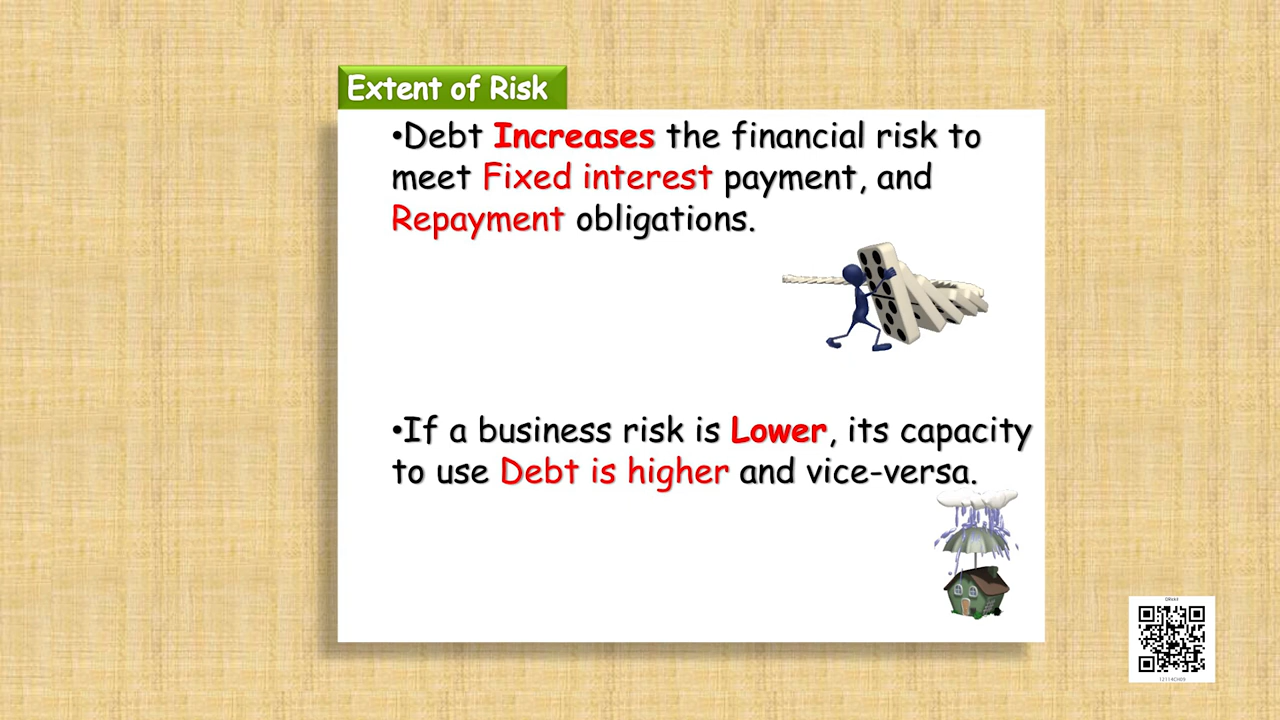 Extent of Risk
•Debt Increases the financial risk to
meet Fixed interest payment, and
Repayment obligations.
•If a business risk is Lower, its capacity
to use Debt is higher and vice-versa.
12114CH09